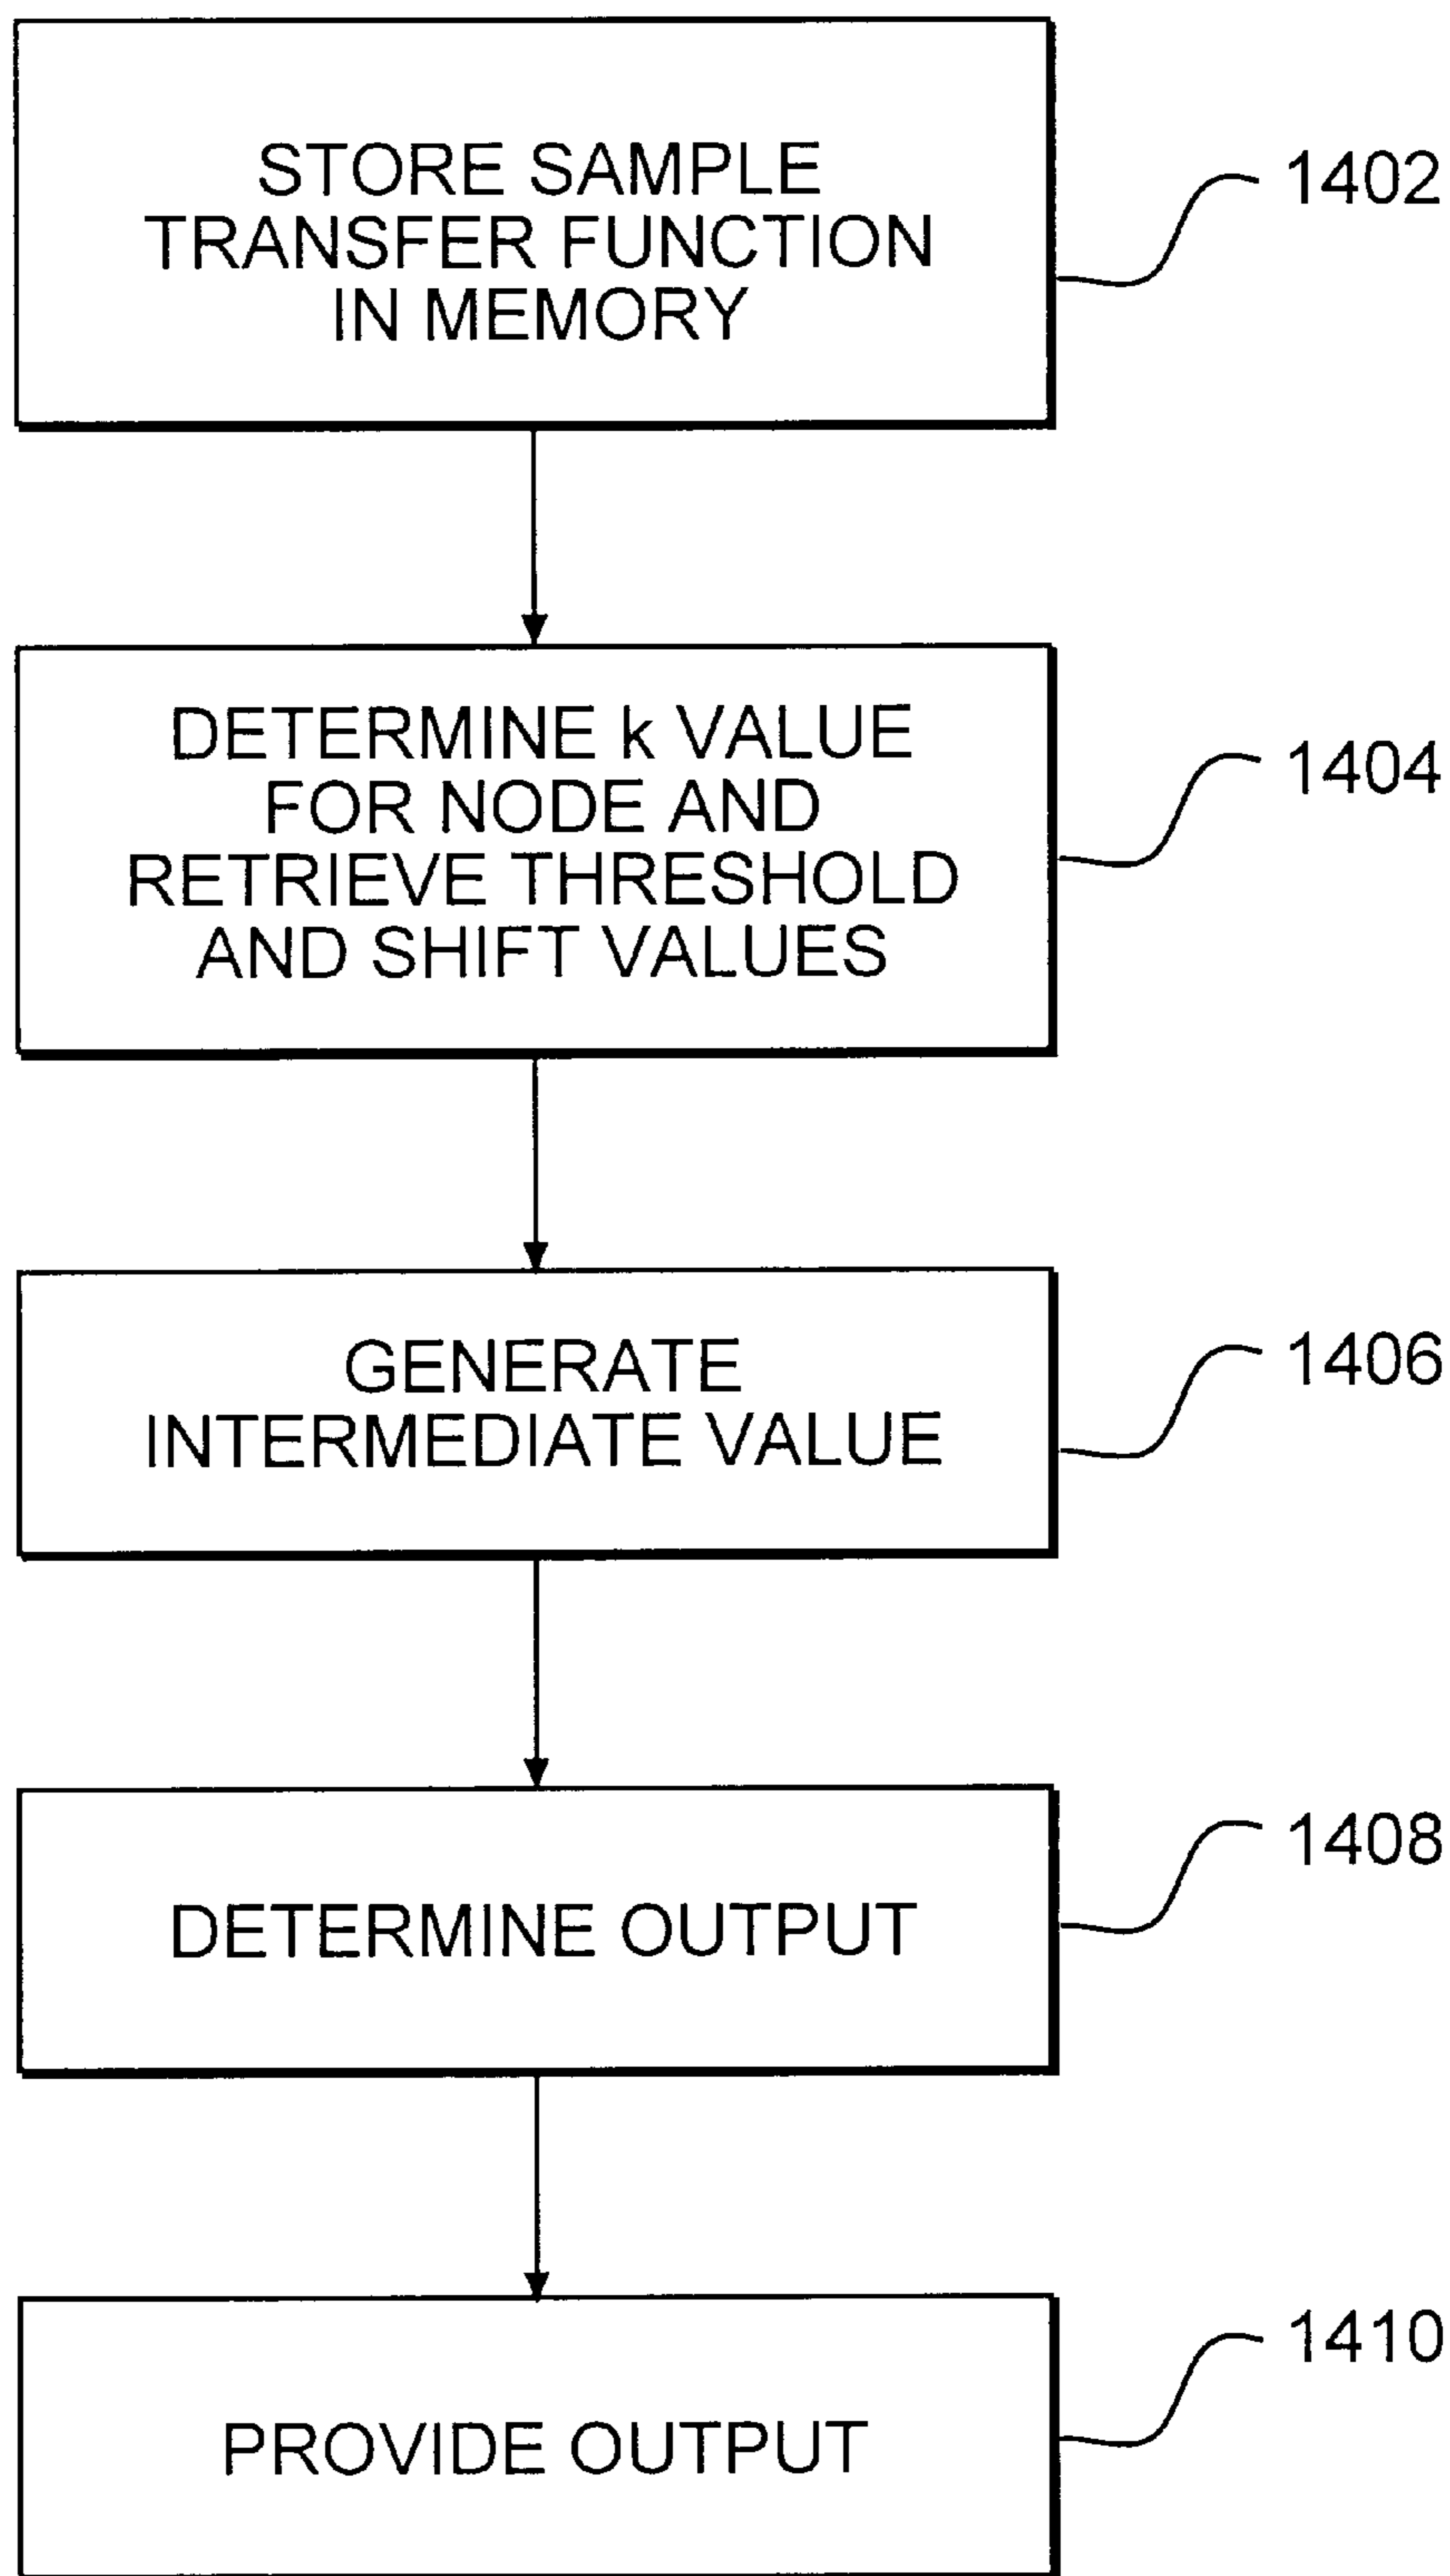 STORE SAMPLE
TRANSFER FUNCTION
IN MEMORY
1402
DETERMINE k VALUE
FOR NODE AND
RETRIEVE THRESHOLD
AND SHIFT VALUES
1404
GENERATE
INTERMEDIATE VALUE
1406
DETERMINE OUTPUT
1408
PROVIDE OUTPUT
1410